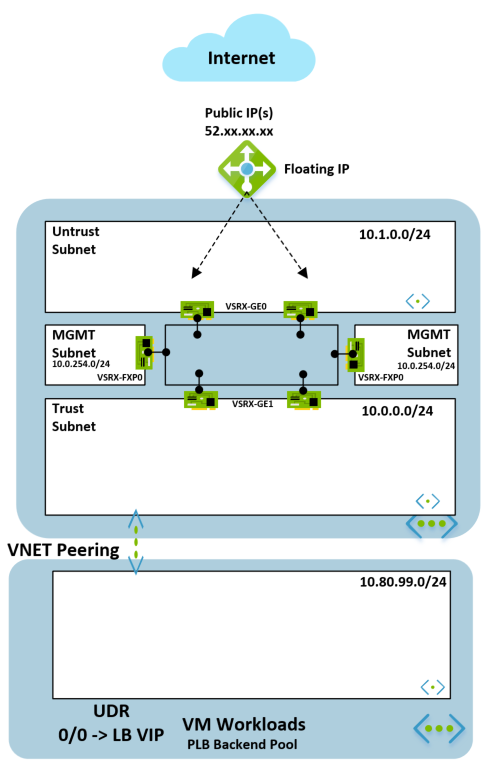 Internet
Public IP(s)
52.xx.xx.xx
Floating IP
Untrust
Subnet
10.1.0.0/24
VSRX-GE0
MGMT
Subnet
10.0.254.0/24
VSRX-FXP0
MGMT
Subnet
10.0.254.0/24
VSRX-FXP0
VSRX-GE1
Trust
Subnet
10.0.0.0/24
VNET Peering
10.80.99.0/24
UDR
0/0 -> LB VIP
VM Workloads
PLB Backend Pool